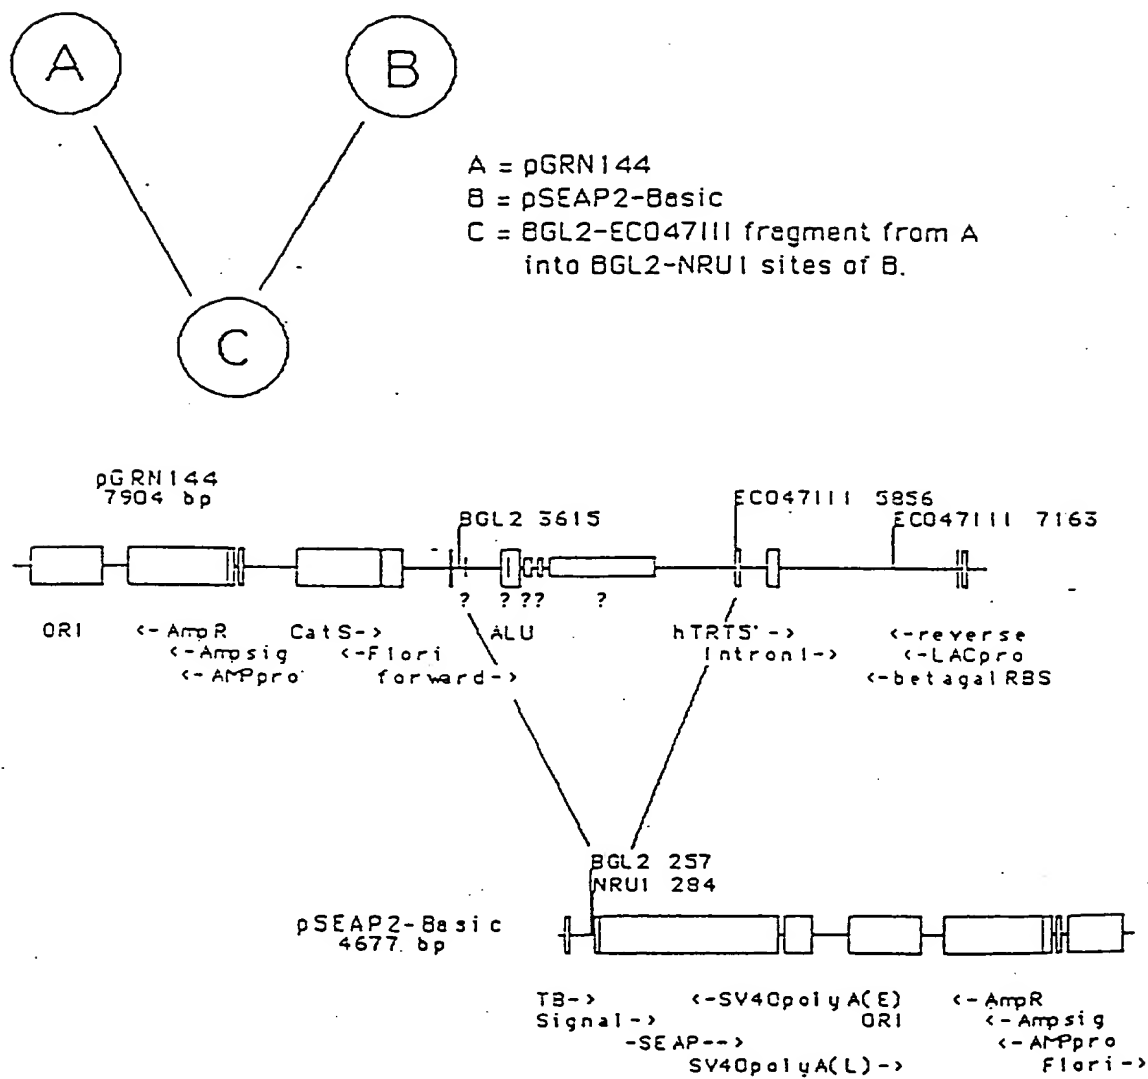 A
B
A = pGRN144
B = pSEAP2-Basic
C = BGL2-ECO47III fragment from A
into BGL2-NRU1 sites of B.
C
pGRN144
7904 bp
BGL2 3615
ECO47III 5856
ECO47III 7163
? ? ?? ?
ORI <-AmpR CatS-> ALU hTRT5'-> <-reverse
<-Ampsig <-F1ori Intron1-> <-LACpro
<-AMPpro forward-> <-betagalRBS
BGL2 257
NRU1 284
pSEAP2-Basic
4677 bp
TB-> <-SV40polyA(E) <-AmpR
Signal-> ORI <-Ampsig
-SEAP--> <-AMPpro
SV40polyA(L)-> F1ori->